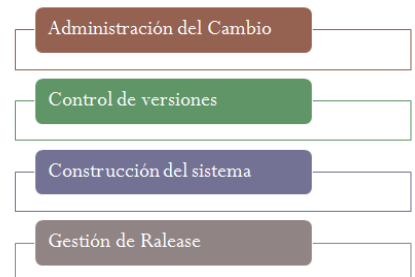 Administración del Cambio
Control de versiones
Construcción del sistema
Gestión de Ralease